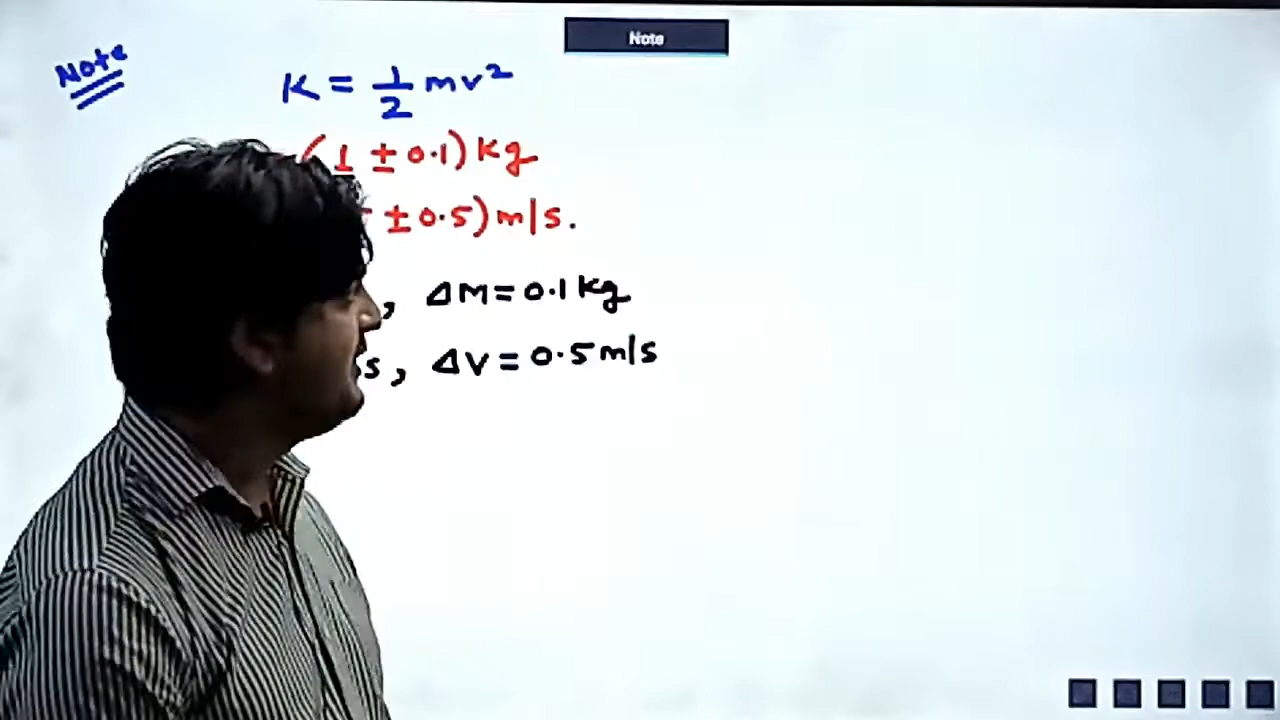 Note
Note
K = 1/2 mv²
(1 ± 0.1) kg
± 0.5) m/s.
, ΔM = 0.1 kg
s, ΔV = 0.5 m/s